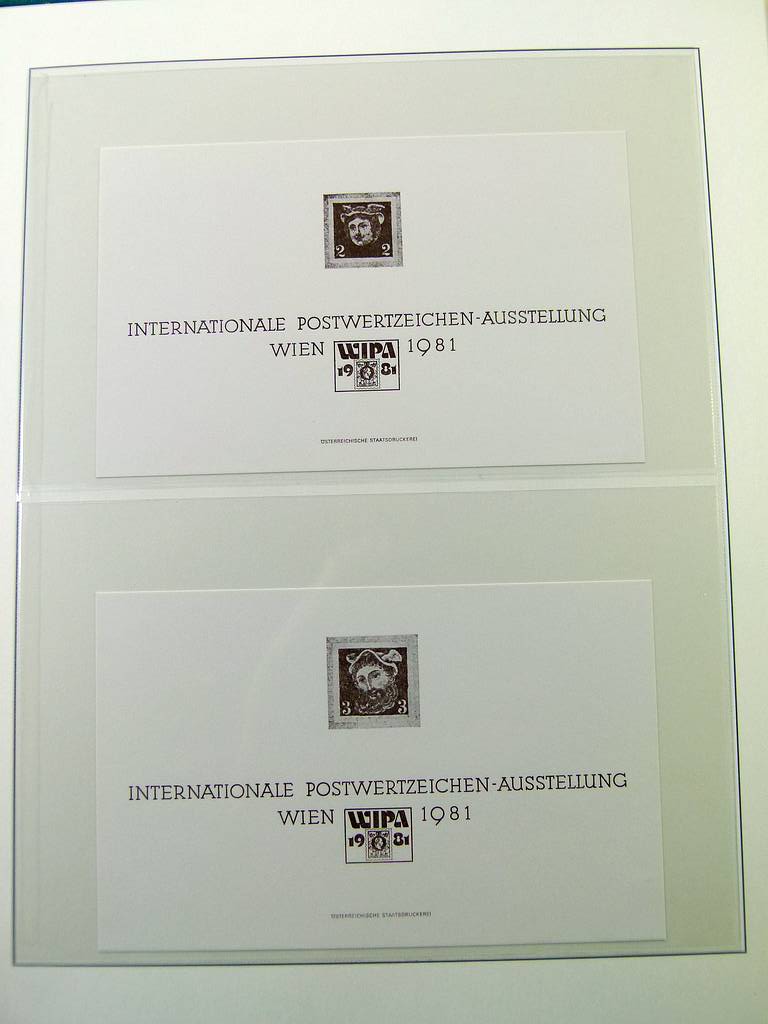 2 2
INTERNATIONALE POSTWERTZEICHEN-AUSSTELLUNG
WIEN WIPA 1981
19 81
ÖSTERREICHISCHE STAATSDRUCKEREI
3 3
INTERNATIONALE POSTWERTZEICHEN-AUSSTELLUNG
WIEN WIPA 1981
19 81
ÖSTERREICHISCHE STAATSDRUCKEREI